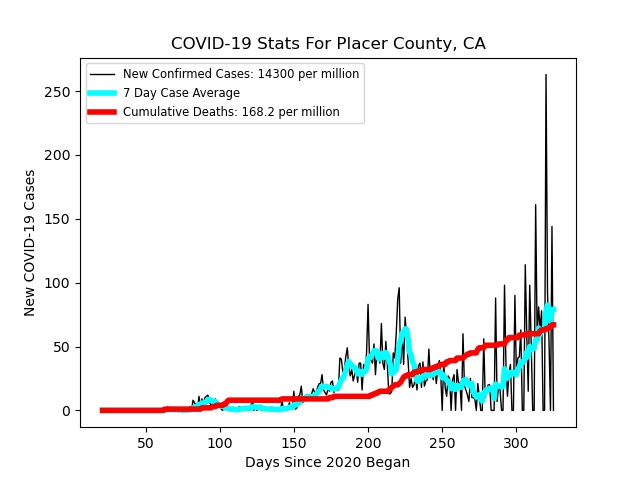 COVID-19 Stats For Placer County, CA
New Confirmed Cases: 14300 per million
7 Day Case Average
Cumulative Deaths: 168.2 per million
250
200
150
100
50
0
New COVID-19 Cases
50 100 150 200 250 300
Days Since 2020 Began